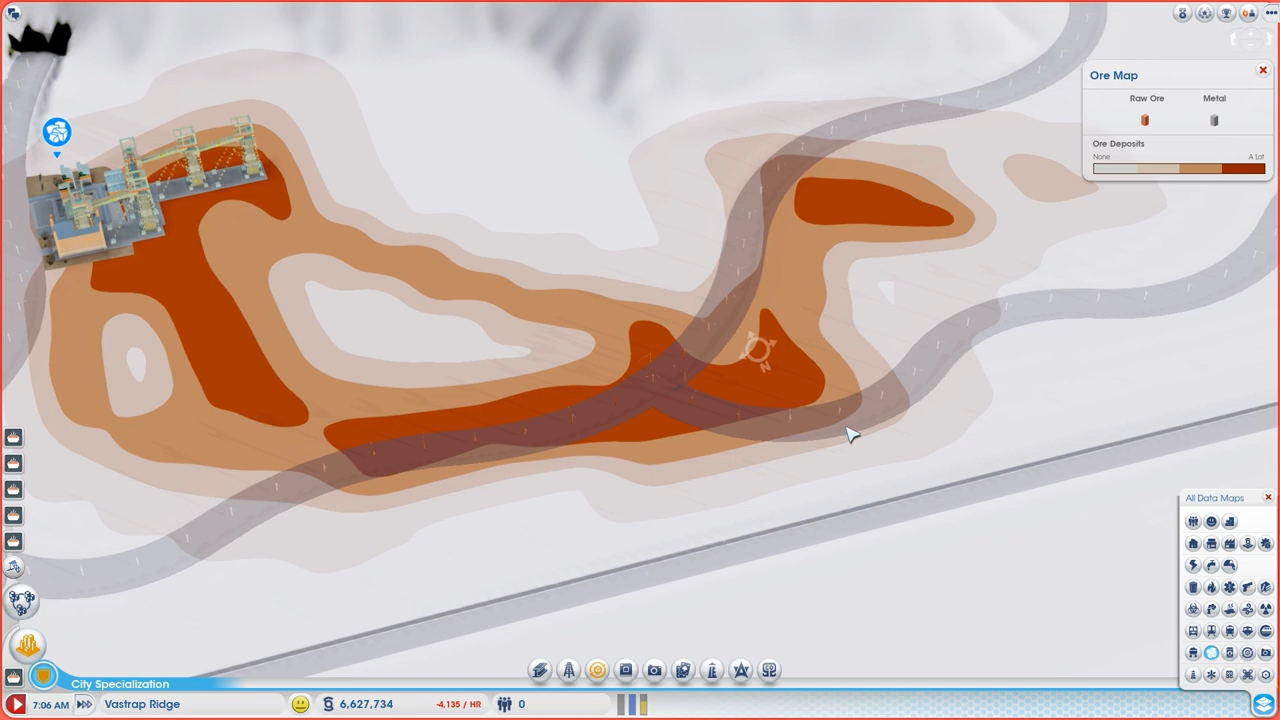 Ore Map
Raw Ore Metal
Ore Deposits
None A Lot
N
All Data Maps
City Specialization
7:06 AM Vastrap Ridge 6,627,734 -4,135 / HR 0